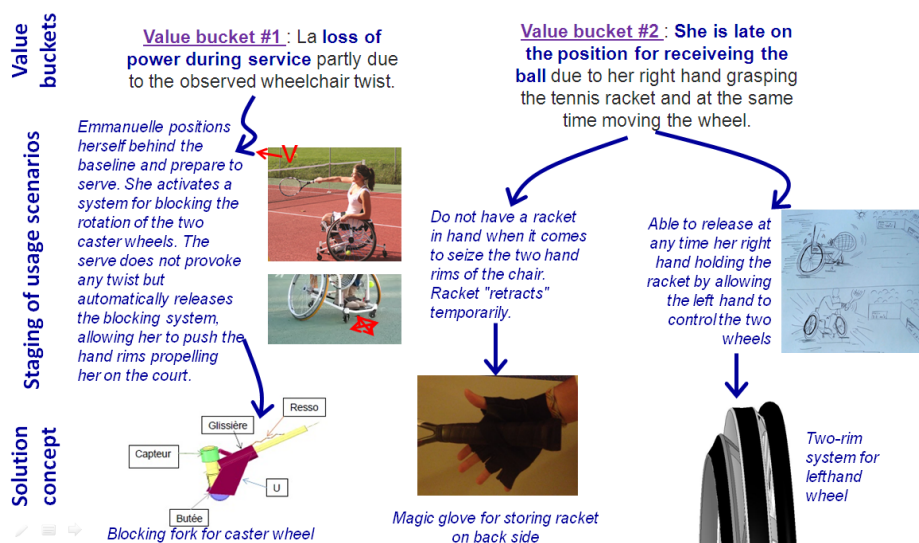 Value
buckets
Value bucket #1 : La loss of
power during service partly due
to the observed wheelchair twist.
Value bucket #2 : She is late on
the position for receiveing the
ball due to her right hand grasping
the tennis racket and at the same
time moving the wheel.
Staging of usage scenarios
Emmanuelle positions
herself behind the
baseline and prepare to
serve. She activates a
system for blocking the
rotation of the two
caster wheels. The
serve does not provoke
any twist but
automatically releases
the blocking system,
allowing her to push the
hand rims propelling
her on the court.
V
Do not have a racket
in hand when it comes
to seize the two hand
rims of the chair.
Racket "retracts"
temporarily.
Able to release at
any time her right
hand holding the
racket by allowing
the left hand to
control the two
wheels
Solution
concept
Resso
Glissière
Capteur
U
Butée
Blocking fork for caster wheel
Magic glove for storing racket
on back side
Two-rim
system for
lefthand
wheel